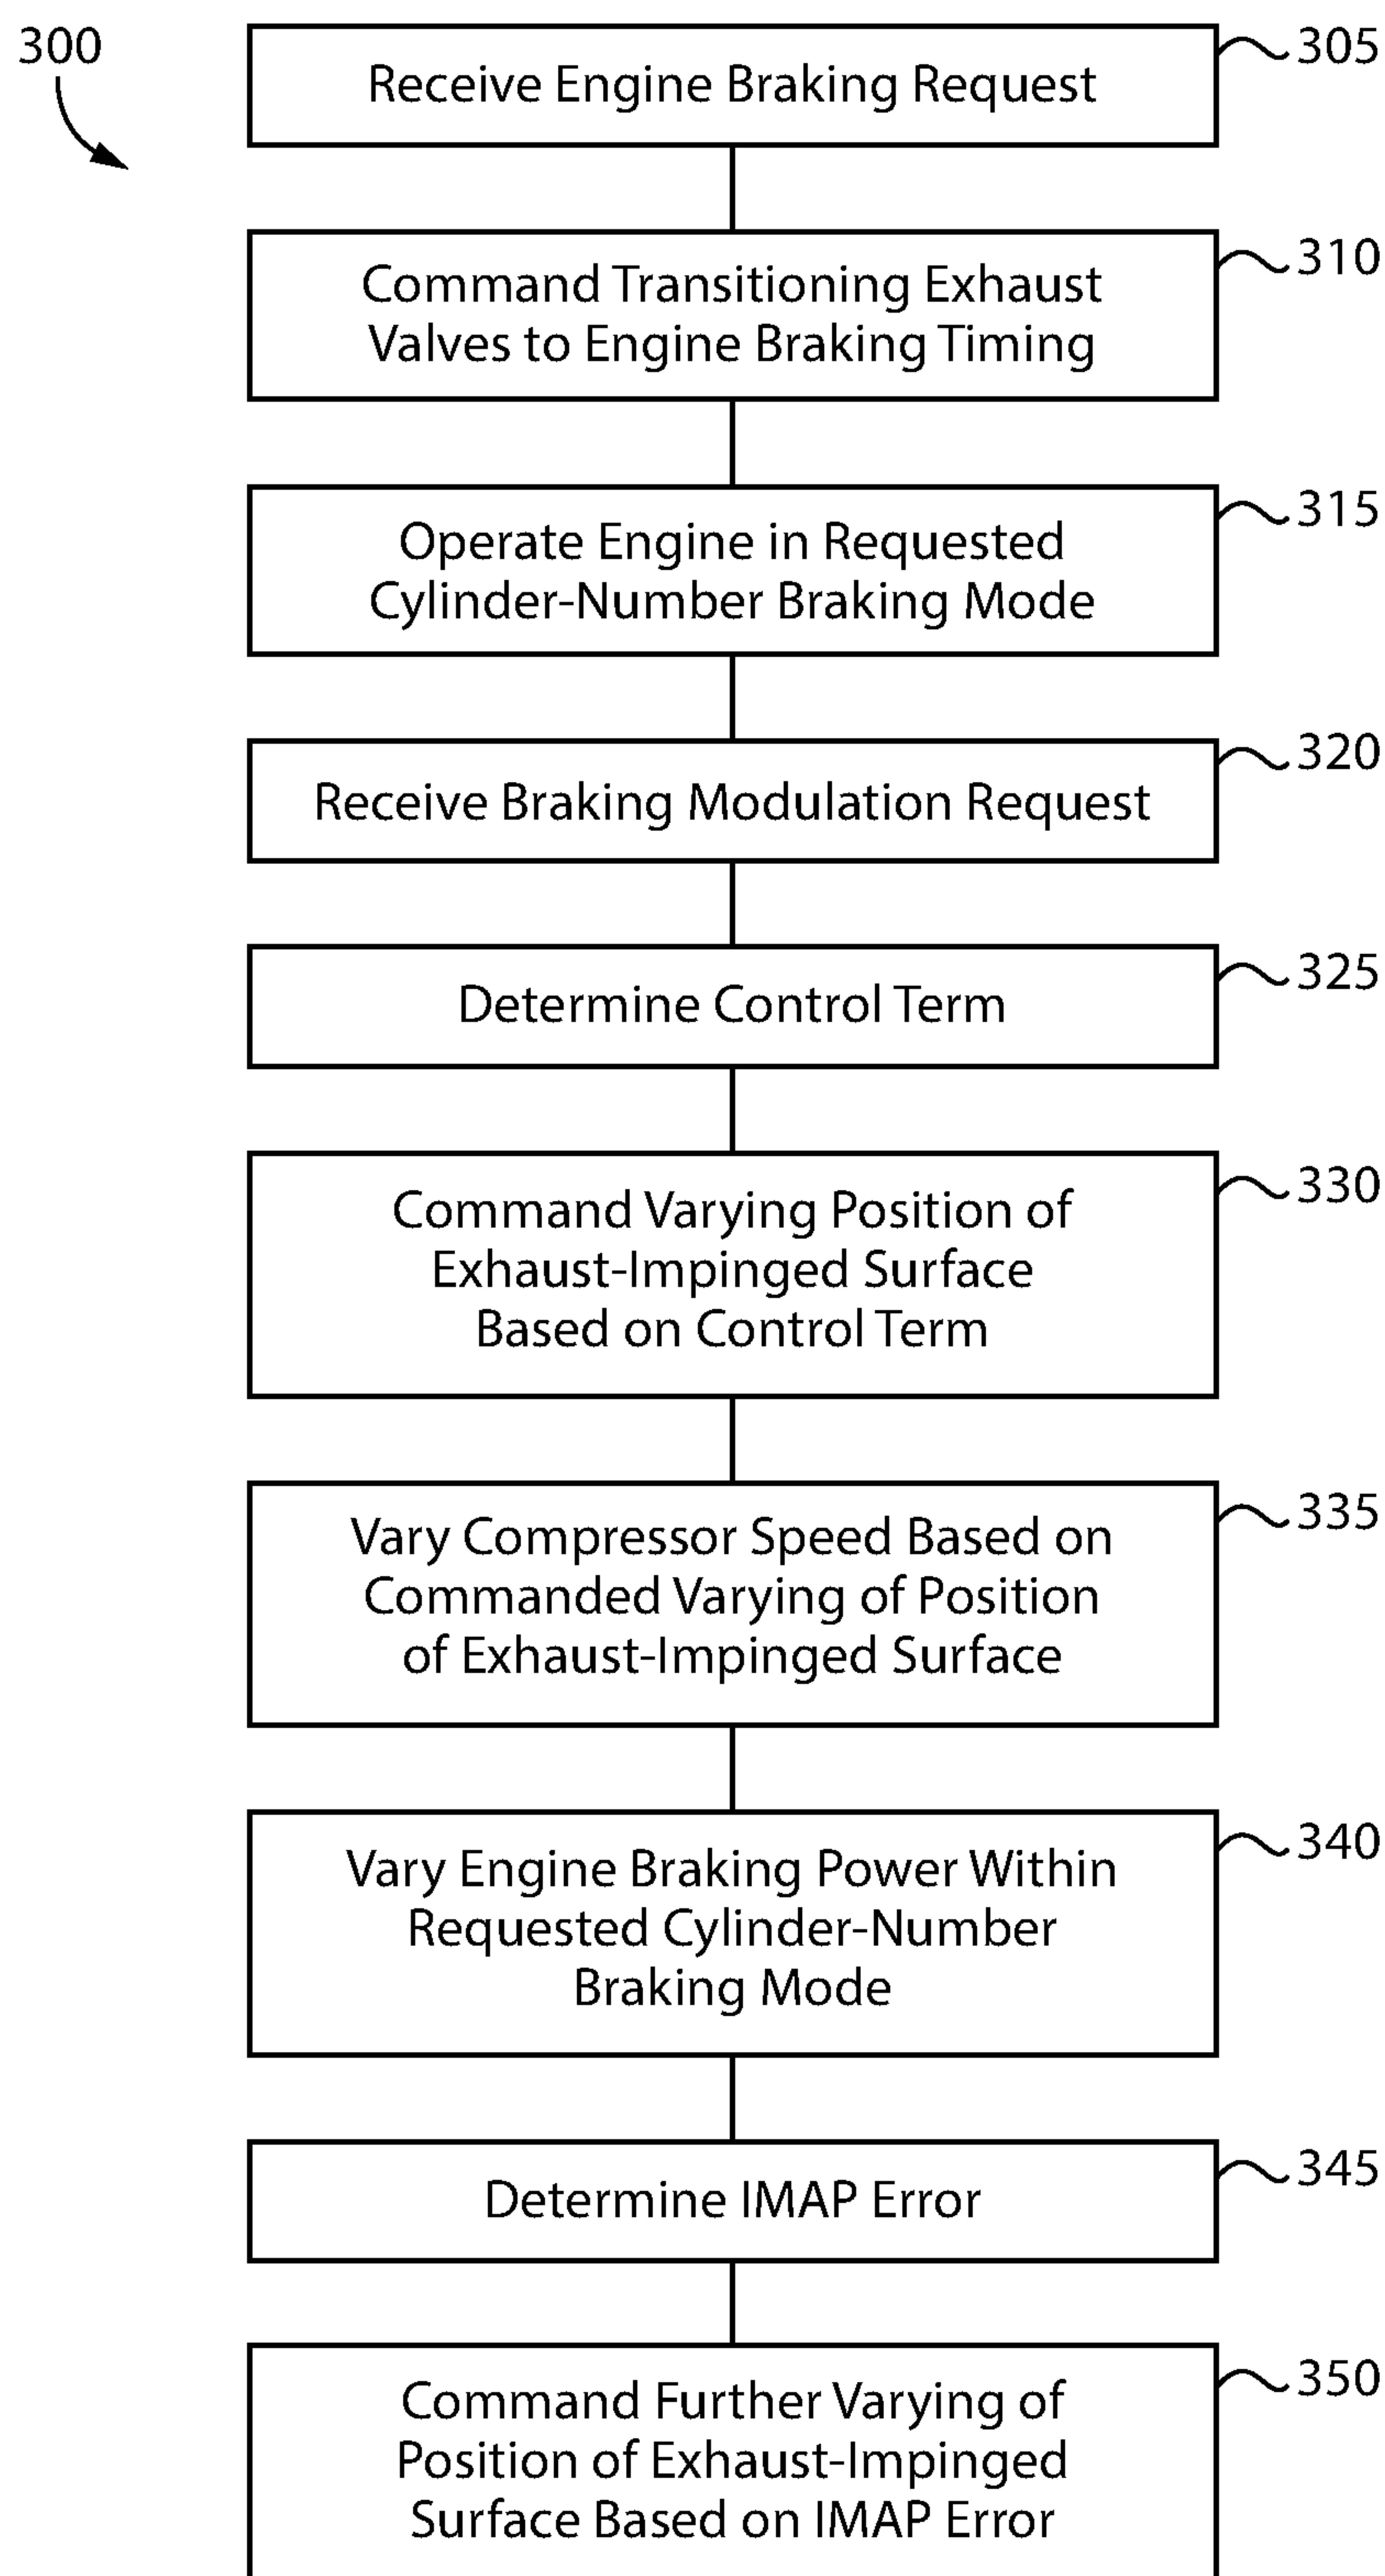 300
Receive Engine Braking Request
305
Command Transitioning Exhaust
Valves to Engine Braking Timing
310
Operate Engine in Requested
Cylinder-Number Braking Mode
315
Receive Braking Modulation Request
320
Determine Control Term
325
Command Varying Position of
Exhaust-Impinged Surface
Based on Control Term
330
Vary Compressor Speed Based on
Commanded Varying of Position
of Exhaust-Impinged Surface
335
Vary Engine Braking Power Within
Requested Cylinder-Number
Braking Mode
340
Determine IMAP Error
345
Command Further Varying of
Position of Exhaust-Impinged
Surface Based on IMAP Error
350